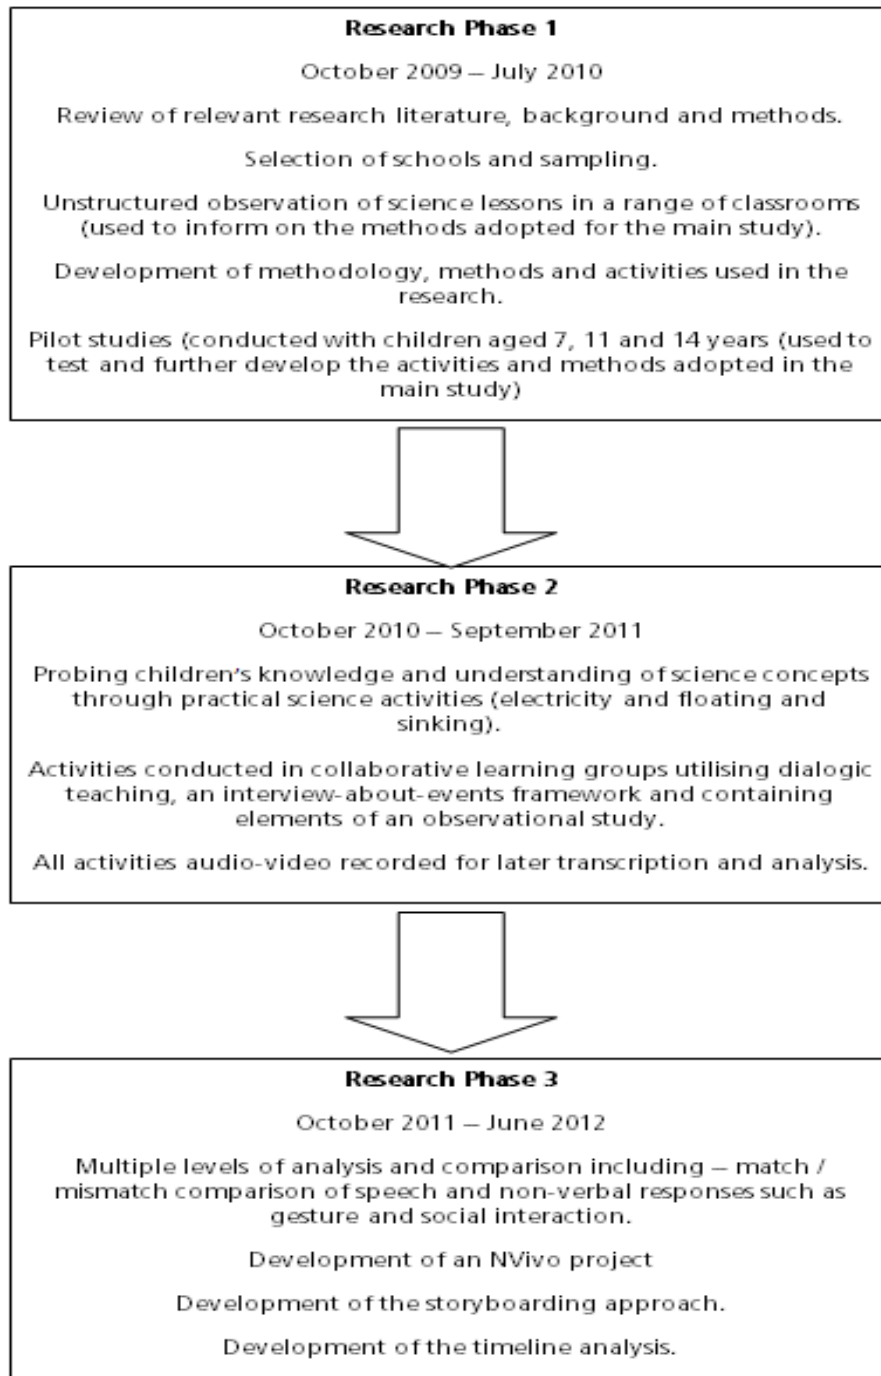 Research Phase 1
October 2009 – July 2010
Review of relevant research literature, background and methods.
Selection of schools and sampling.
Unstructured observation of science lessons in a range of classrooms
(used to inform on the methods adopted for the main study).
Development of methodology, methods and activities used in the
research.
Pilot studies (conducted with children aged 7, 11 and 14 years (used to
test and further develop the activities and methods adopted in the
main study)
Research Phase 2
October 2010 – September 2011
Probing children's knowledge and understanding of science concepts
through practical science activities (electricity and floating and
sinking).
Activities conducted in collaborative learning groups utilising dialogic
teaching, an interview-about-events framework and containing
elements of an observational study.
All activities audio-video recorded for later transcription and analysis.
Research Phase 3
October 2011 – June 2012
Multiple levels of analysis and comparison including – match /
mismatch comparison of speech and non-verbal responses such as
gesture and social interaction.
Development of an NVivo project
Development of the storyboarding approach.
Development of the timeline analysis.